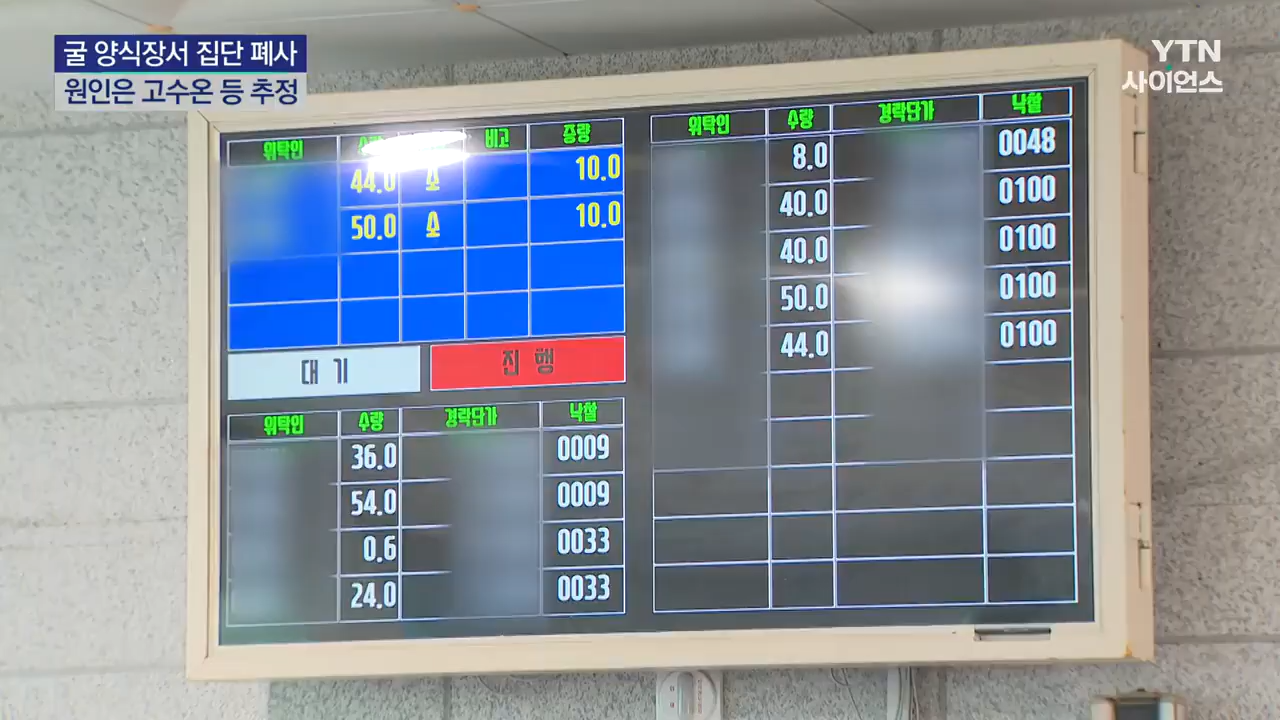 굴 양식장서 집단 폐사
원인은 고수온 등 추정
YTN
사이언스
위탁인 비고 중량
44.0 소 10.0
50.0 소 10.0
대기 진행
위탁인 수량 경락단가 낙찰
36.0 0009
54.0 0009
0.6 0033
24.0 0033
위탁인 수량 경락단가 낙찰
8.0 0048
40.0 0100
40.0 0100
50.0 0100
44.0 0100